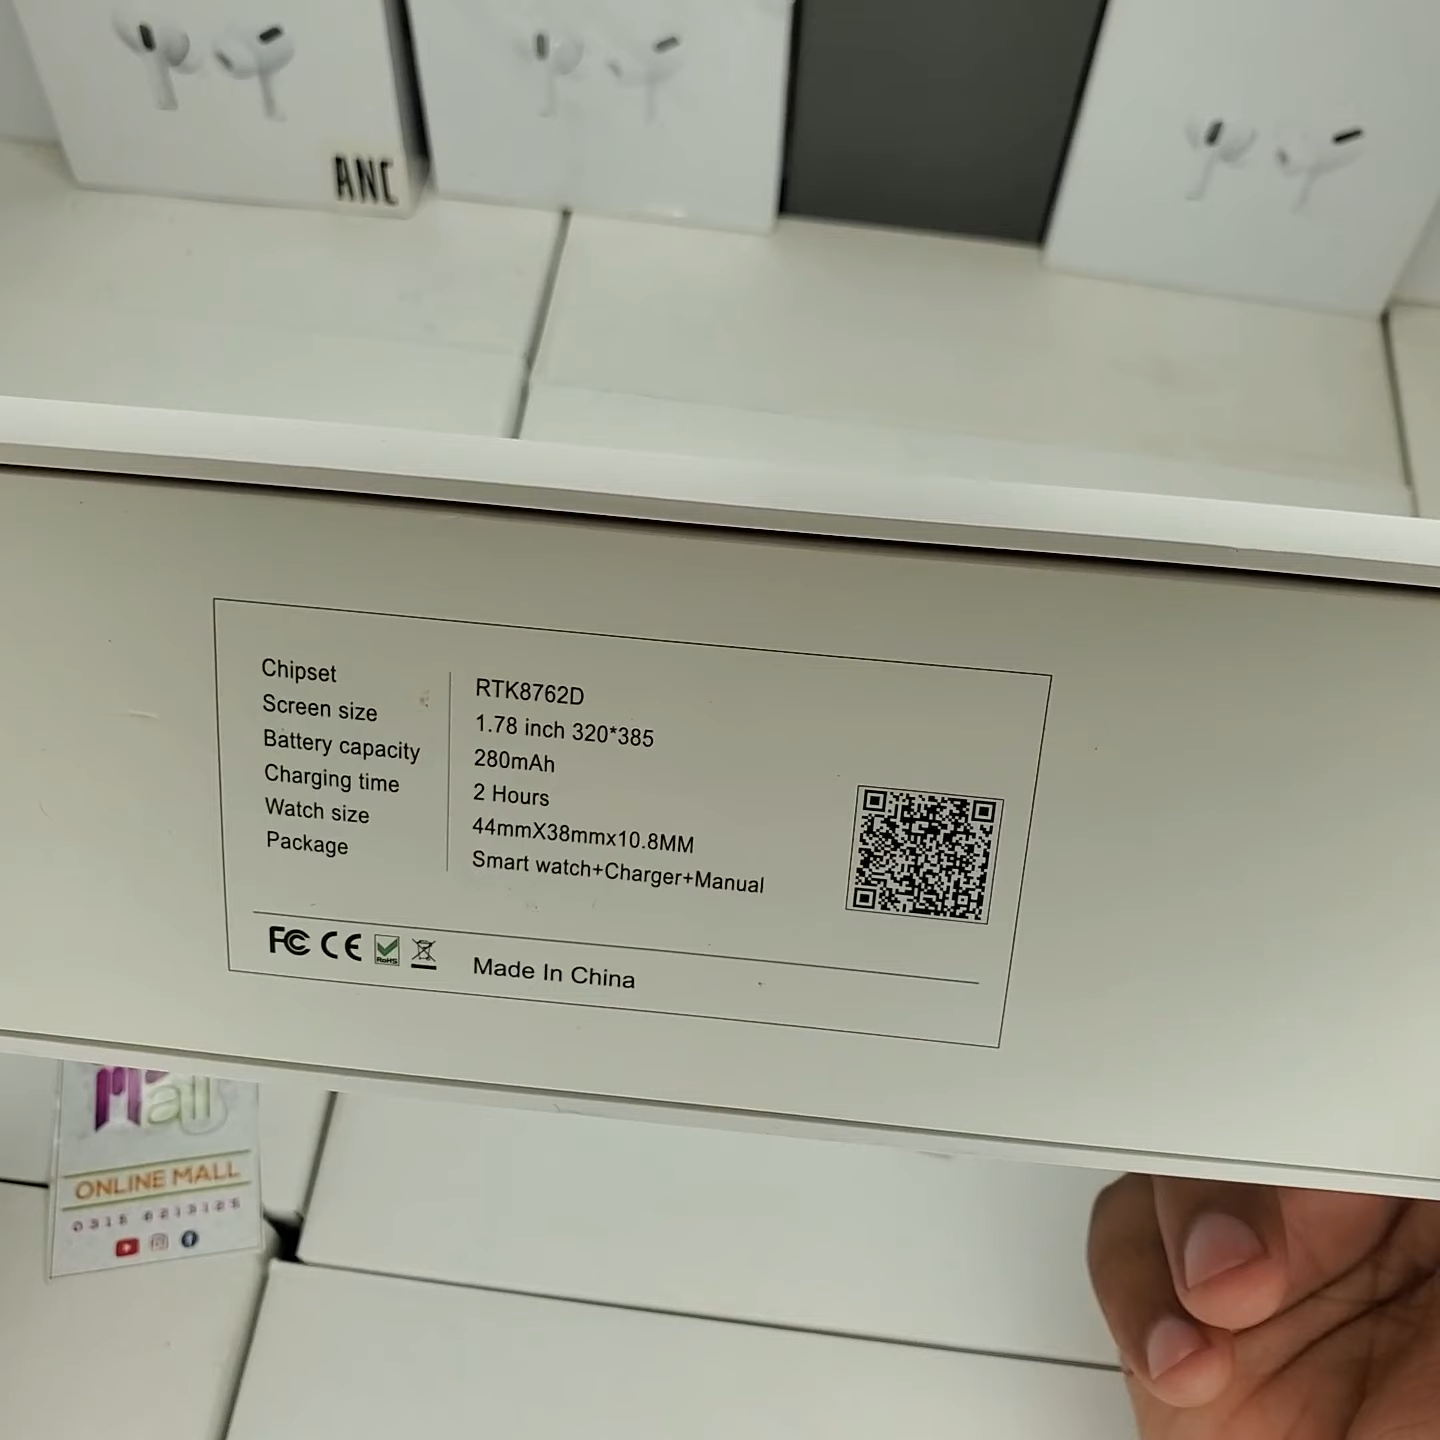 ANC
Chipset RTK8762D
Screen size 1.78 inch 320*385
Battery capacity 280mAh
Charging time 2 Hours
Watch size 44mmX38mmx10.8MM
Package Smart watch+Charger+Manual
FC CE RoHS Made In China
Mall
ONLINE MALL